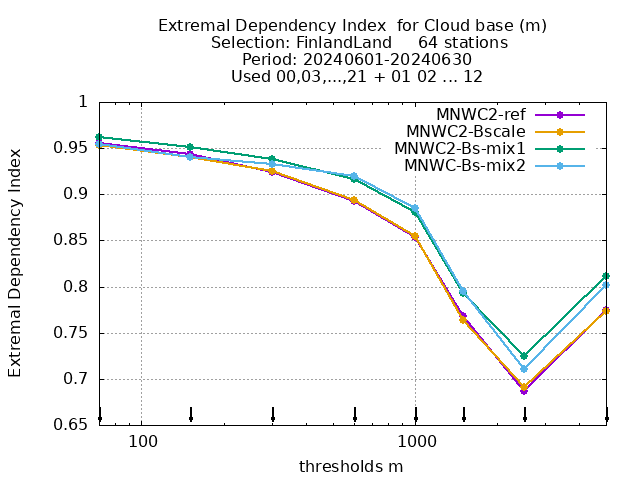 Extremal Dependency Index  for Cloud base (m)
Selection: FinlandLand     64 stations
Period: 20240601-20240630
Used 00,03,...,21 + 01 02 ... 12
MNWC2-ref
MNWC2-Bscale
MNWC2-Bs-mix1
MNWC-Bs-mix2
Extremal Dependency Index
1
0.95
0.9
0.85
0.8
0.75
0.7
0.65
100
1000
thresholds m